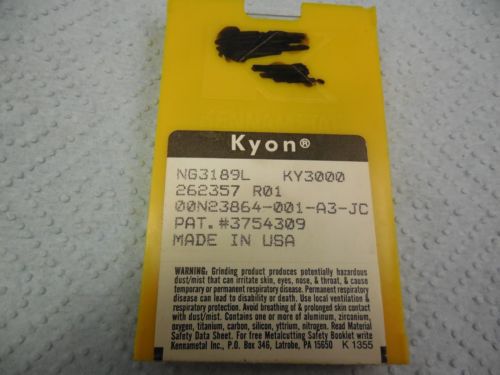 Kyon®
NG3189L KY3000
262357 R01
00N23864-001-A3-JC
PAT.#3754309
MADE IN USA
WARNING: Grinding product produces potentially hazardous
dust/mist that can irritate skin, eyes, nose, & throat, & cause
temporary or permanent respiratory disease. Permanent respiratory
disease can lead to disability or death. Use local ventilation &
respiratory protection. Avoid breathing of & prolonged skin contact
with dust. Contains one or more of aluminum, zirconium,
oxygen, titanium, carbon, silicon, yttrium, nitrogen. Read Material
Safety Data Sheet. For free Metalcutting Safety Booklet write
Kennametal Inc., P.O. Box 346, Latrobe, PA 15650 K 1355